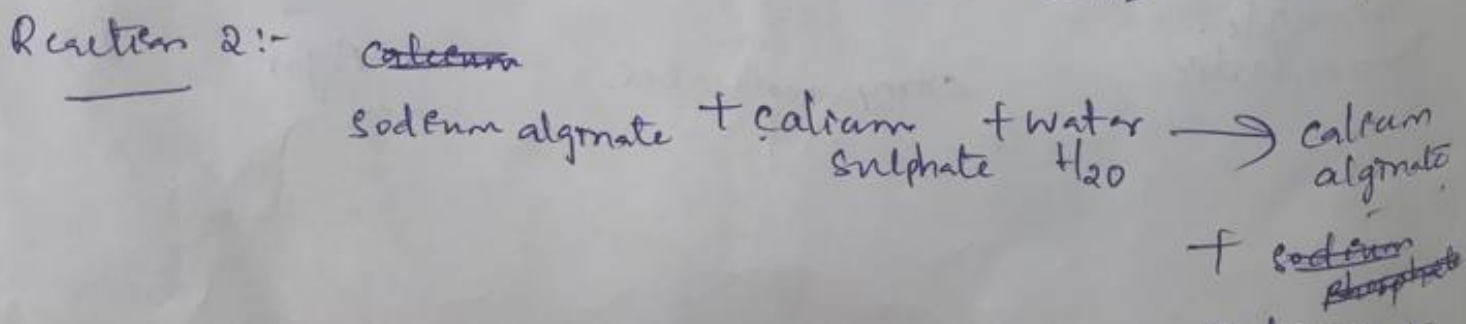 Reaction 2:-
sodium alginate + calcium sulphate + water H2O → calcium alginate
+